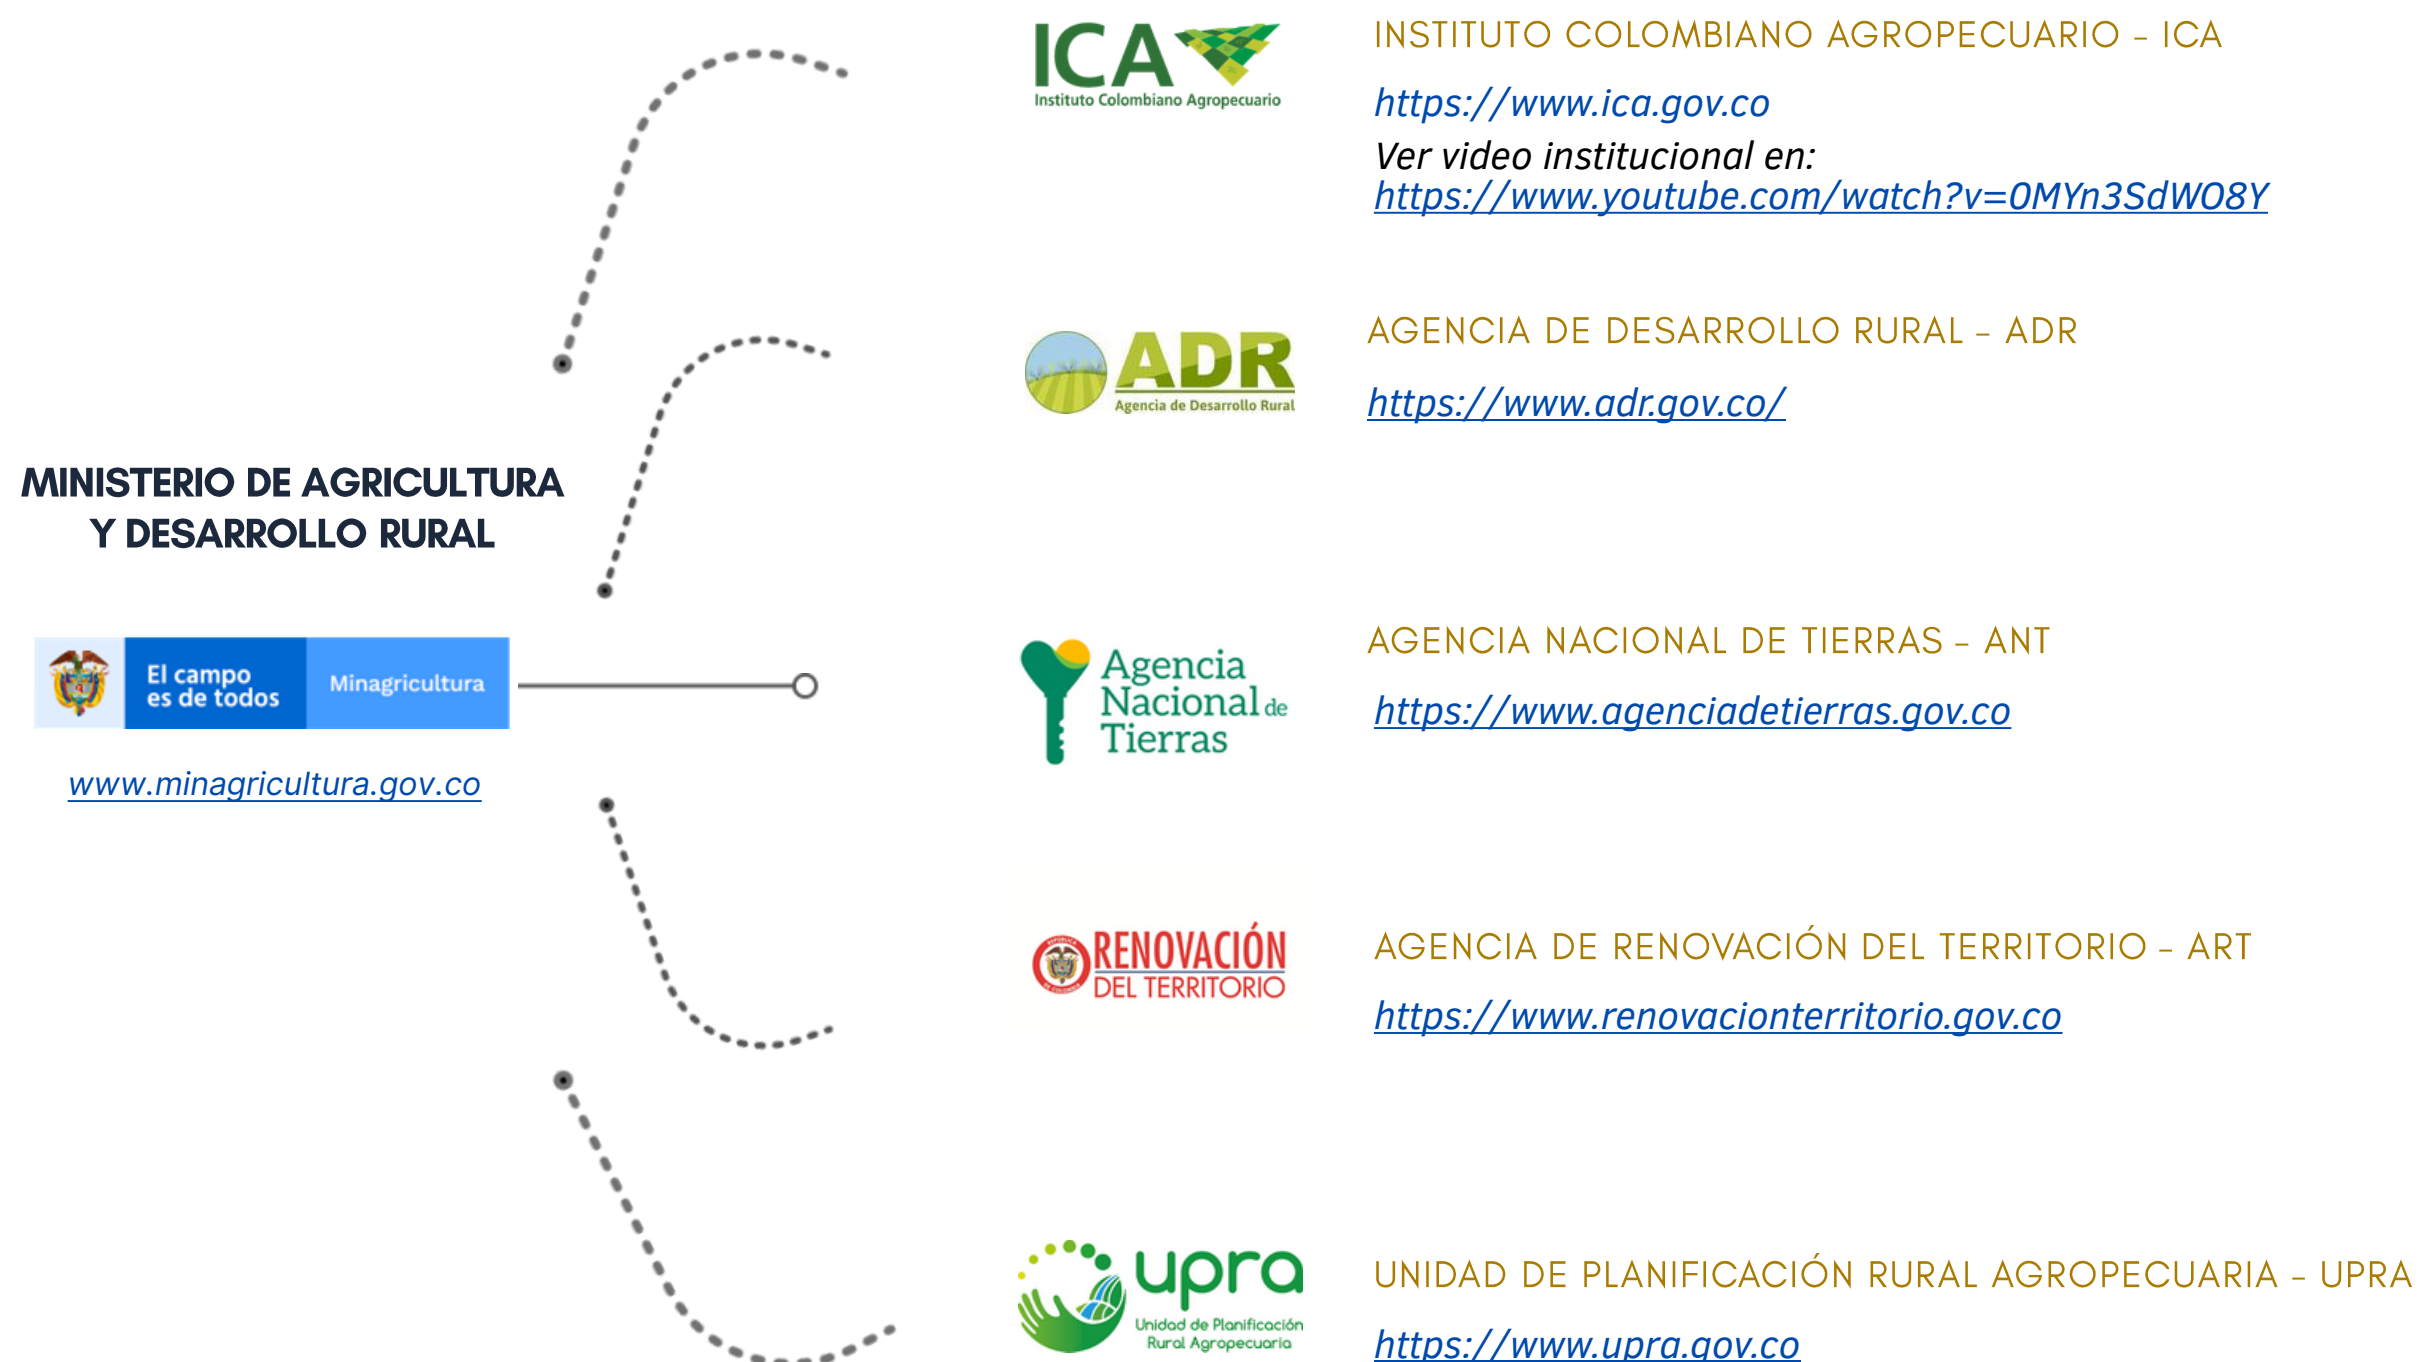 MINISTERIO DE AGRICULTURA
Y DESARROLLO RURAL
El campo
es de todos
Minagricultura
www.minagricultura.gov.co
ICA
Instituto Colombiano Agropecuario
INSTITUTO COLOMBIANO AGROPECUARIO – ICA
https://www.ica.gov.co
Ver video institucional en:
https://www.youtube.com/watch?v=0MYn3SdWO8Y
ADR
Agencia de Desarrollo Rural
AGENCIA DE DESARROLLO RURAL – ADR
https://www.adr.gov.co/
Agencia
Nacional de
Tierras
AGENCIA NACIONAL DE TIERRAS – ANT
https://www.agenciadetierras.gov.co
RENOVACIÓN
DEL TERRITORIO
AGENCIA DE RENOVACIÓN DEL TERRITORIO – ART
https://www.renovacionterritorio.gov.co
upra
Unidad de Planificación
Rural Agropecuaria
UNIDAD DE PLANIFICACIÓN RURAL AGROPECUARIA – UPRA
https://www.upra.gov.co